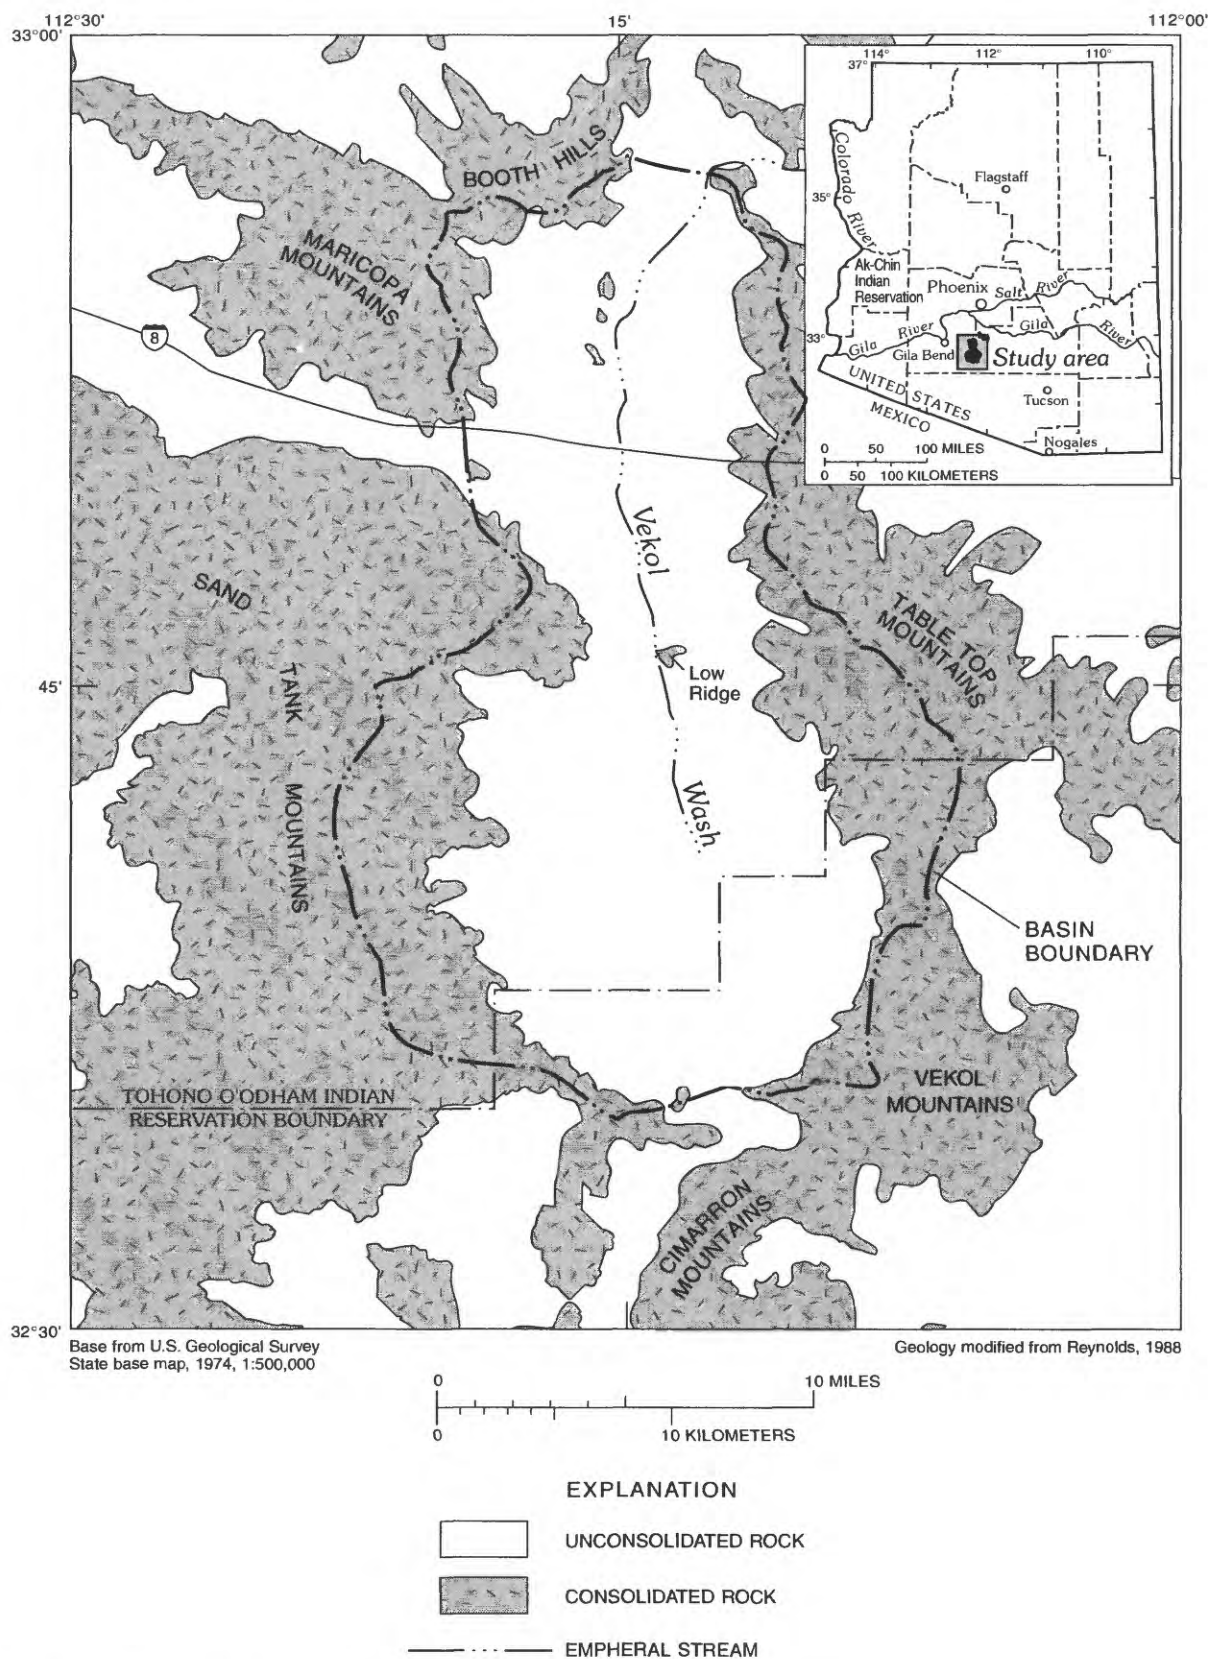 112°30'
15'
112°00'
33°00'
114°
112°
110°
37°
Colorado River
Flagstaff
35°
Ak-Chin
Indian
Reservation
Phoenix
Salt River
33°
Gila River
Gila River
Gila Bend
Study area
UNITED STATES
MEXICO
Tucson
Nogales
0 50 100 MILES
0 50 100 KILOMETERS
BOOTH HILLS
MARICOPA
MOUNTAINS
8
Vekol
Wash
SAND
TANK
MOUNTAINS
TABLE TOP
MOUNTAINS
45'
Low
Ridge
BASIN
BOUNDARY
VEKOL
MOUNTAINS
TOHONO O'ODHAM INDIAN
RESERVATION BOUNDARY
CIMARRON
MOUNTAINS
32°30'
Base from U.S. Geological Survey
State base map, 1974, 1:500,000
Geology modified from Reynolds, 1988
0 10 MILES
0 10 KILOMETERS
EXPLANATION
UNCONSOLIDATED ROCK
CONSOLIDATED ROCK
EMPHERAL STREAM